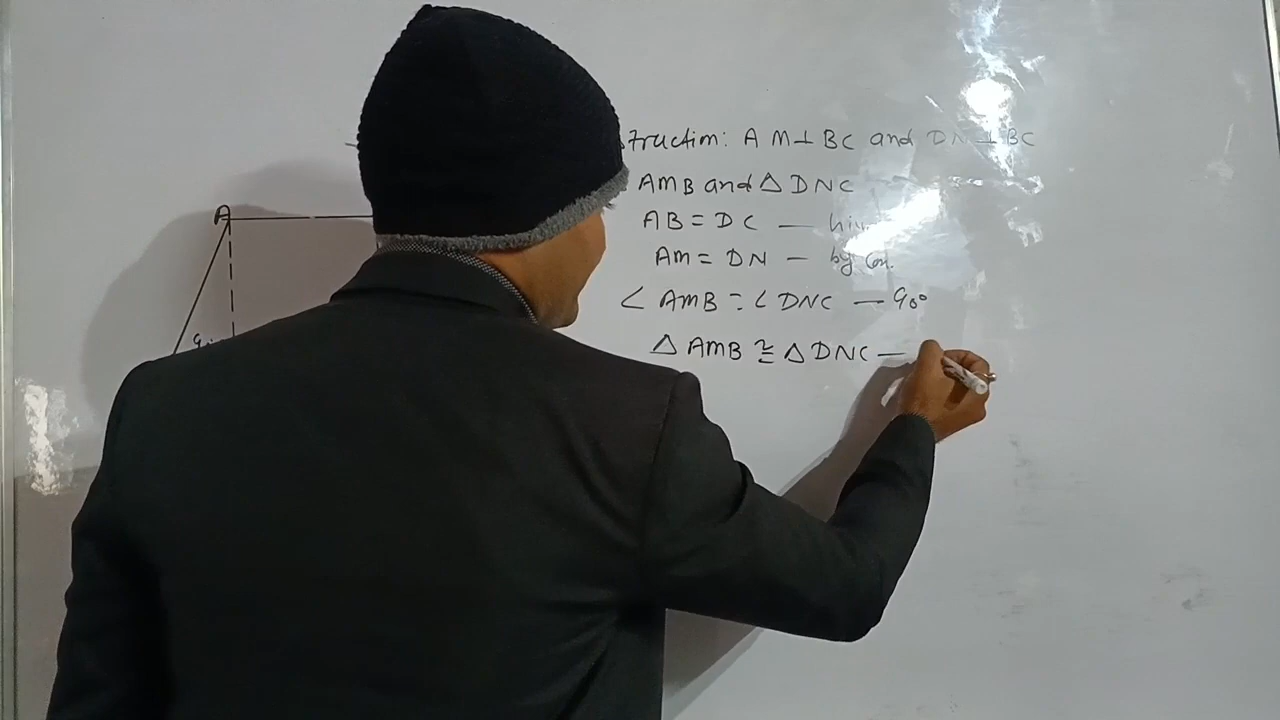 A
truction: AM⊥BC and DN⊥BC
AMB and △ DNC
AB = DC —
AM = DN — by con.
∠ AMB = ∠ DNC — 90°
△ AMB ≅ △ DNC —